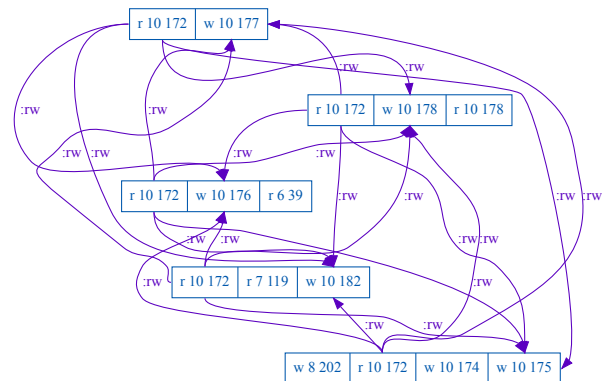 r 10 172 w 10 177
:rw :rw
r 10 172 w 10 178 r 10 178
:rw :rw :rw
:rw :rw :rw :rw
r 10 172 w 10 176 r 6 39
:rw :rw :rw :rw
:rw :rw :rw :rw
r 10 172 r 7 119 w 10 182
:rw :rw
:rw :rw
w 8 202 r 10 172 w 10 174 w 10 175